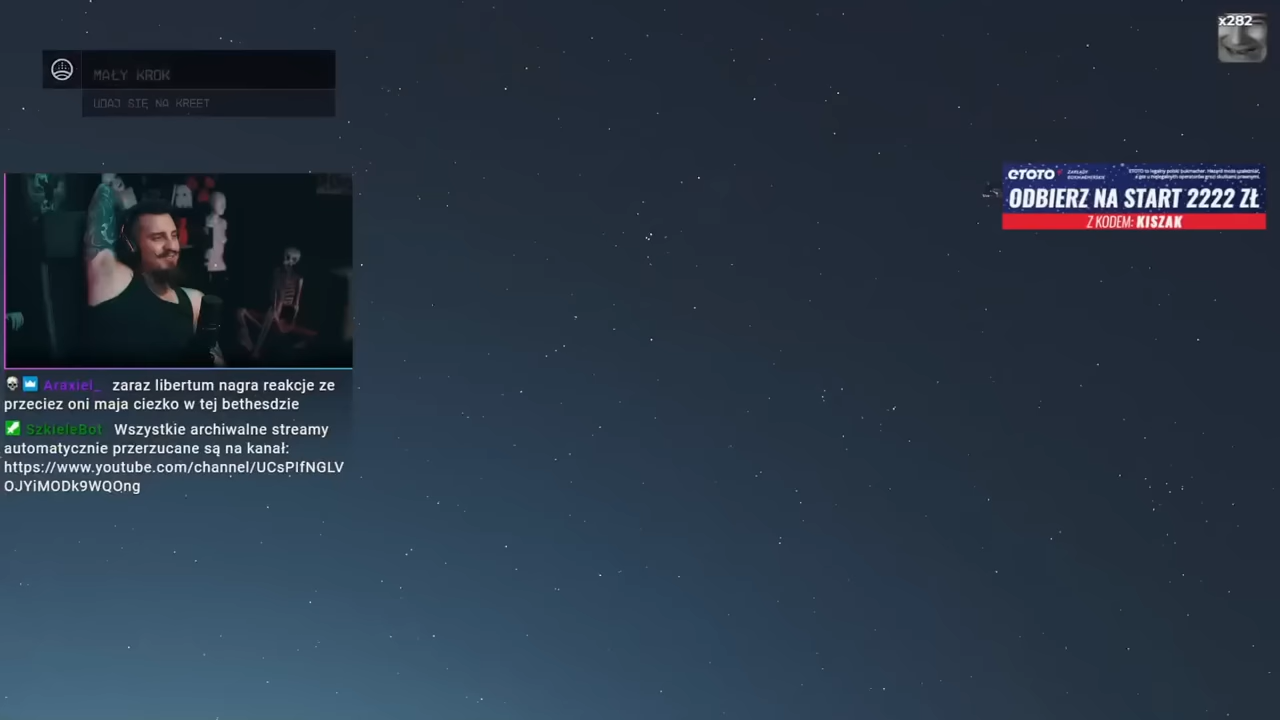 x282
MAŁY KROK
UDAJ SIĘ NA KREET
ETOTO ZAKŁADY BUKMACHERSKIE
ODBIERZ NA START 2222 ZŁ
Z KODEM: KISZAK
Araxiel_ zaraz libertum nagra reakcje ze
przeciez oni maja ciezko w tej bethesdzie
SzkieleBot Wszystkie archiwalne streamy
automatycznie przerzucane są na kanał:
https://www.youtube.com/channel/UCsPIfNGLV
OJYiMODk9WQOng